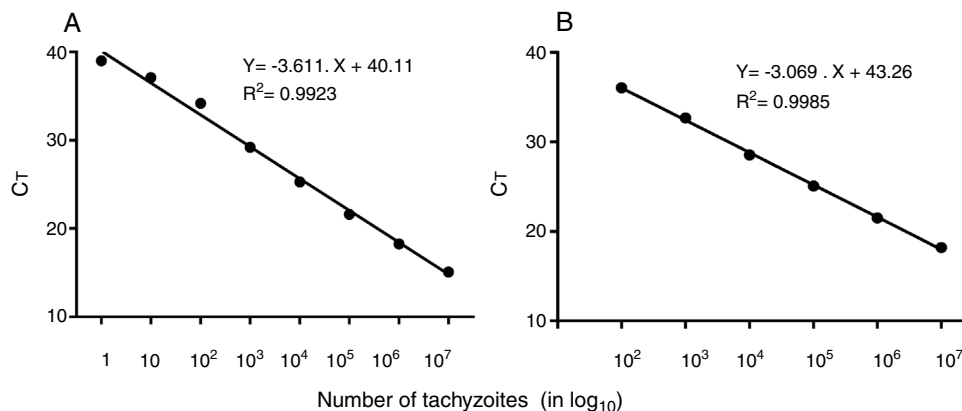 A
Y= -3.611. X + 40.11
R²= 0.9923
CT
40
30
20
10
1 10 10² 10³ 10⁴ 10⁵ 10⁶ 10⁷
B
Y= -3.069 . X + 43.26
R²= 0.9985
CT
40
30
20
10
10² 10³ 10⁴ 10⁵ 10⁶ 10⁷
Number of tachyzoites (in log₁₀)